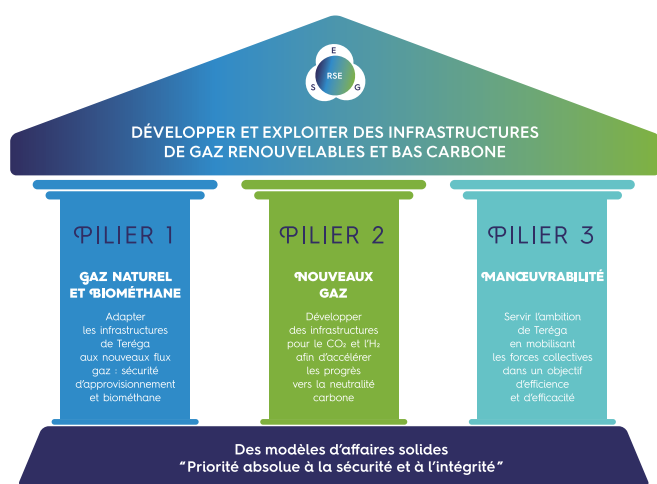 E
RSE
S
G
DÉVELOPPER ET EXPLOITER DES INFRASTRUCTURES
DE GAZ RENOUVELABLES ET BAS CARBONE
PILIER 1
GAZ NATUREL
ET BIOMÉTHANE
Adapter
les infrastructures
de Teréga
aux nouveaux flux
gaz : sécurité
d'approvisionnement
et biométhane
PILIER 2
NOUVEAUX
GAZ
Développer
des infrastructures
pour le CO₂ et l'H₂
afin d'accélérer
les progrès
vers la neutralité
carbone
PILIER 3
MANŒUVRABILITÉ
Servir l'ambition
de Teréga
en mobilisant
les forces collectives
dans un objectif
d'efficience
et d'efficacité
Des modèles d'affaires solides
"Priorité absolue à la sécurité et à l'intégrité"